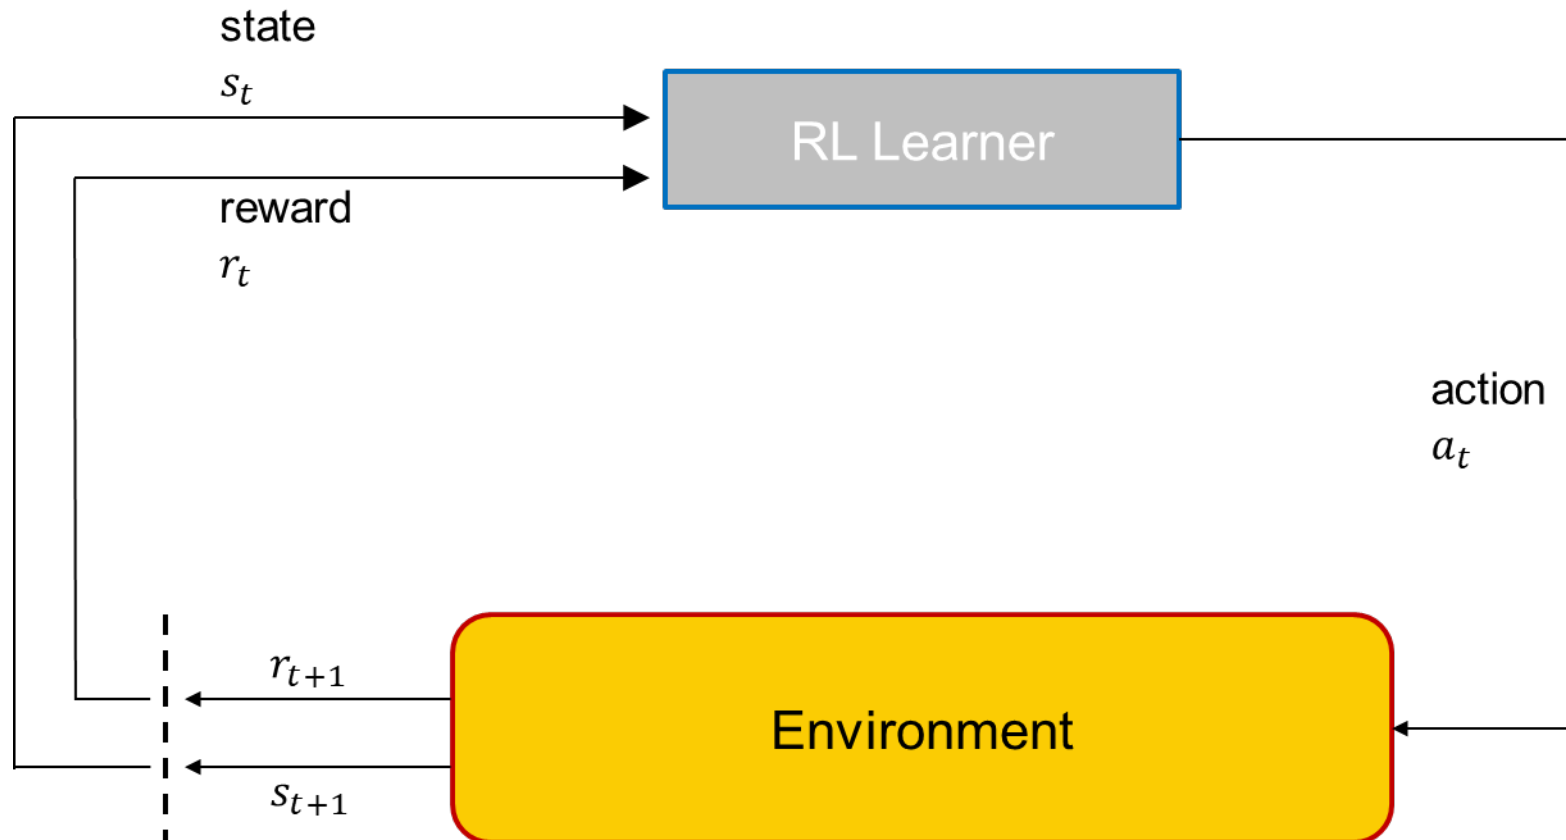 state
s_t
RL Learner
reward
r_t
action
a_t
r_{t+1}
Environment
s_{t+1}